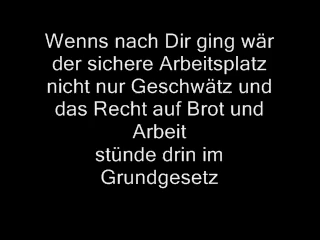 Wenns nach Dir ging wär
der sichere Arbeitsplatz
nicht nur Geschwätz und
das Recht auf Brot und
Arbeit
stünde drin im
Grundgesetz